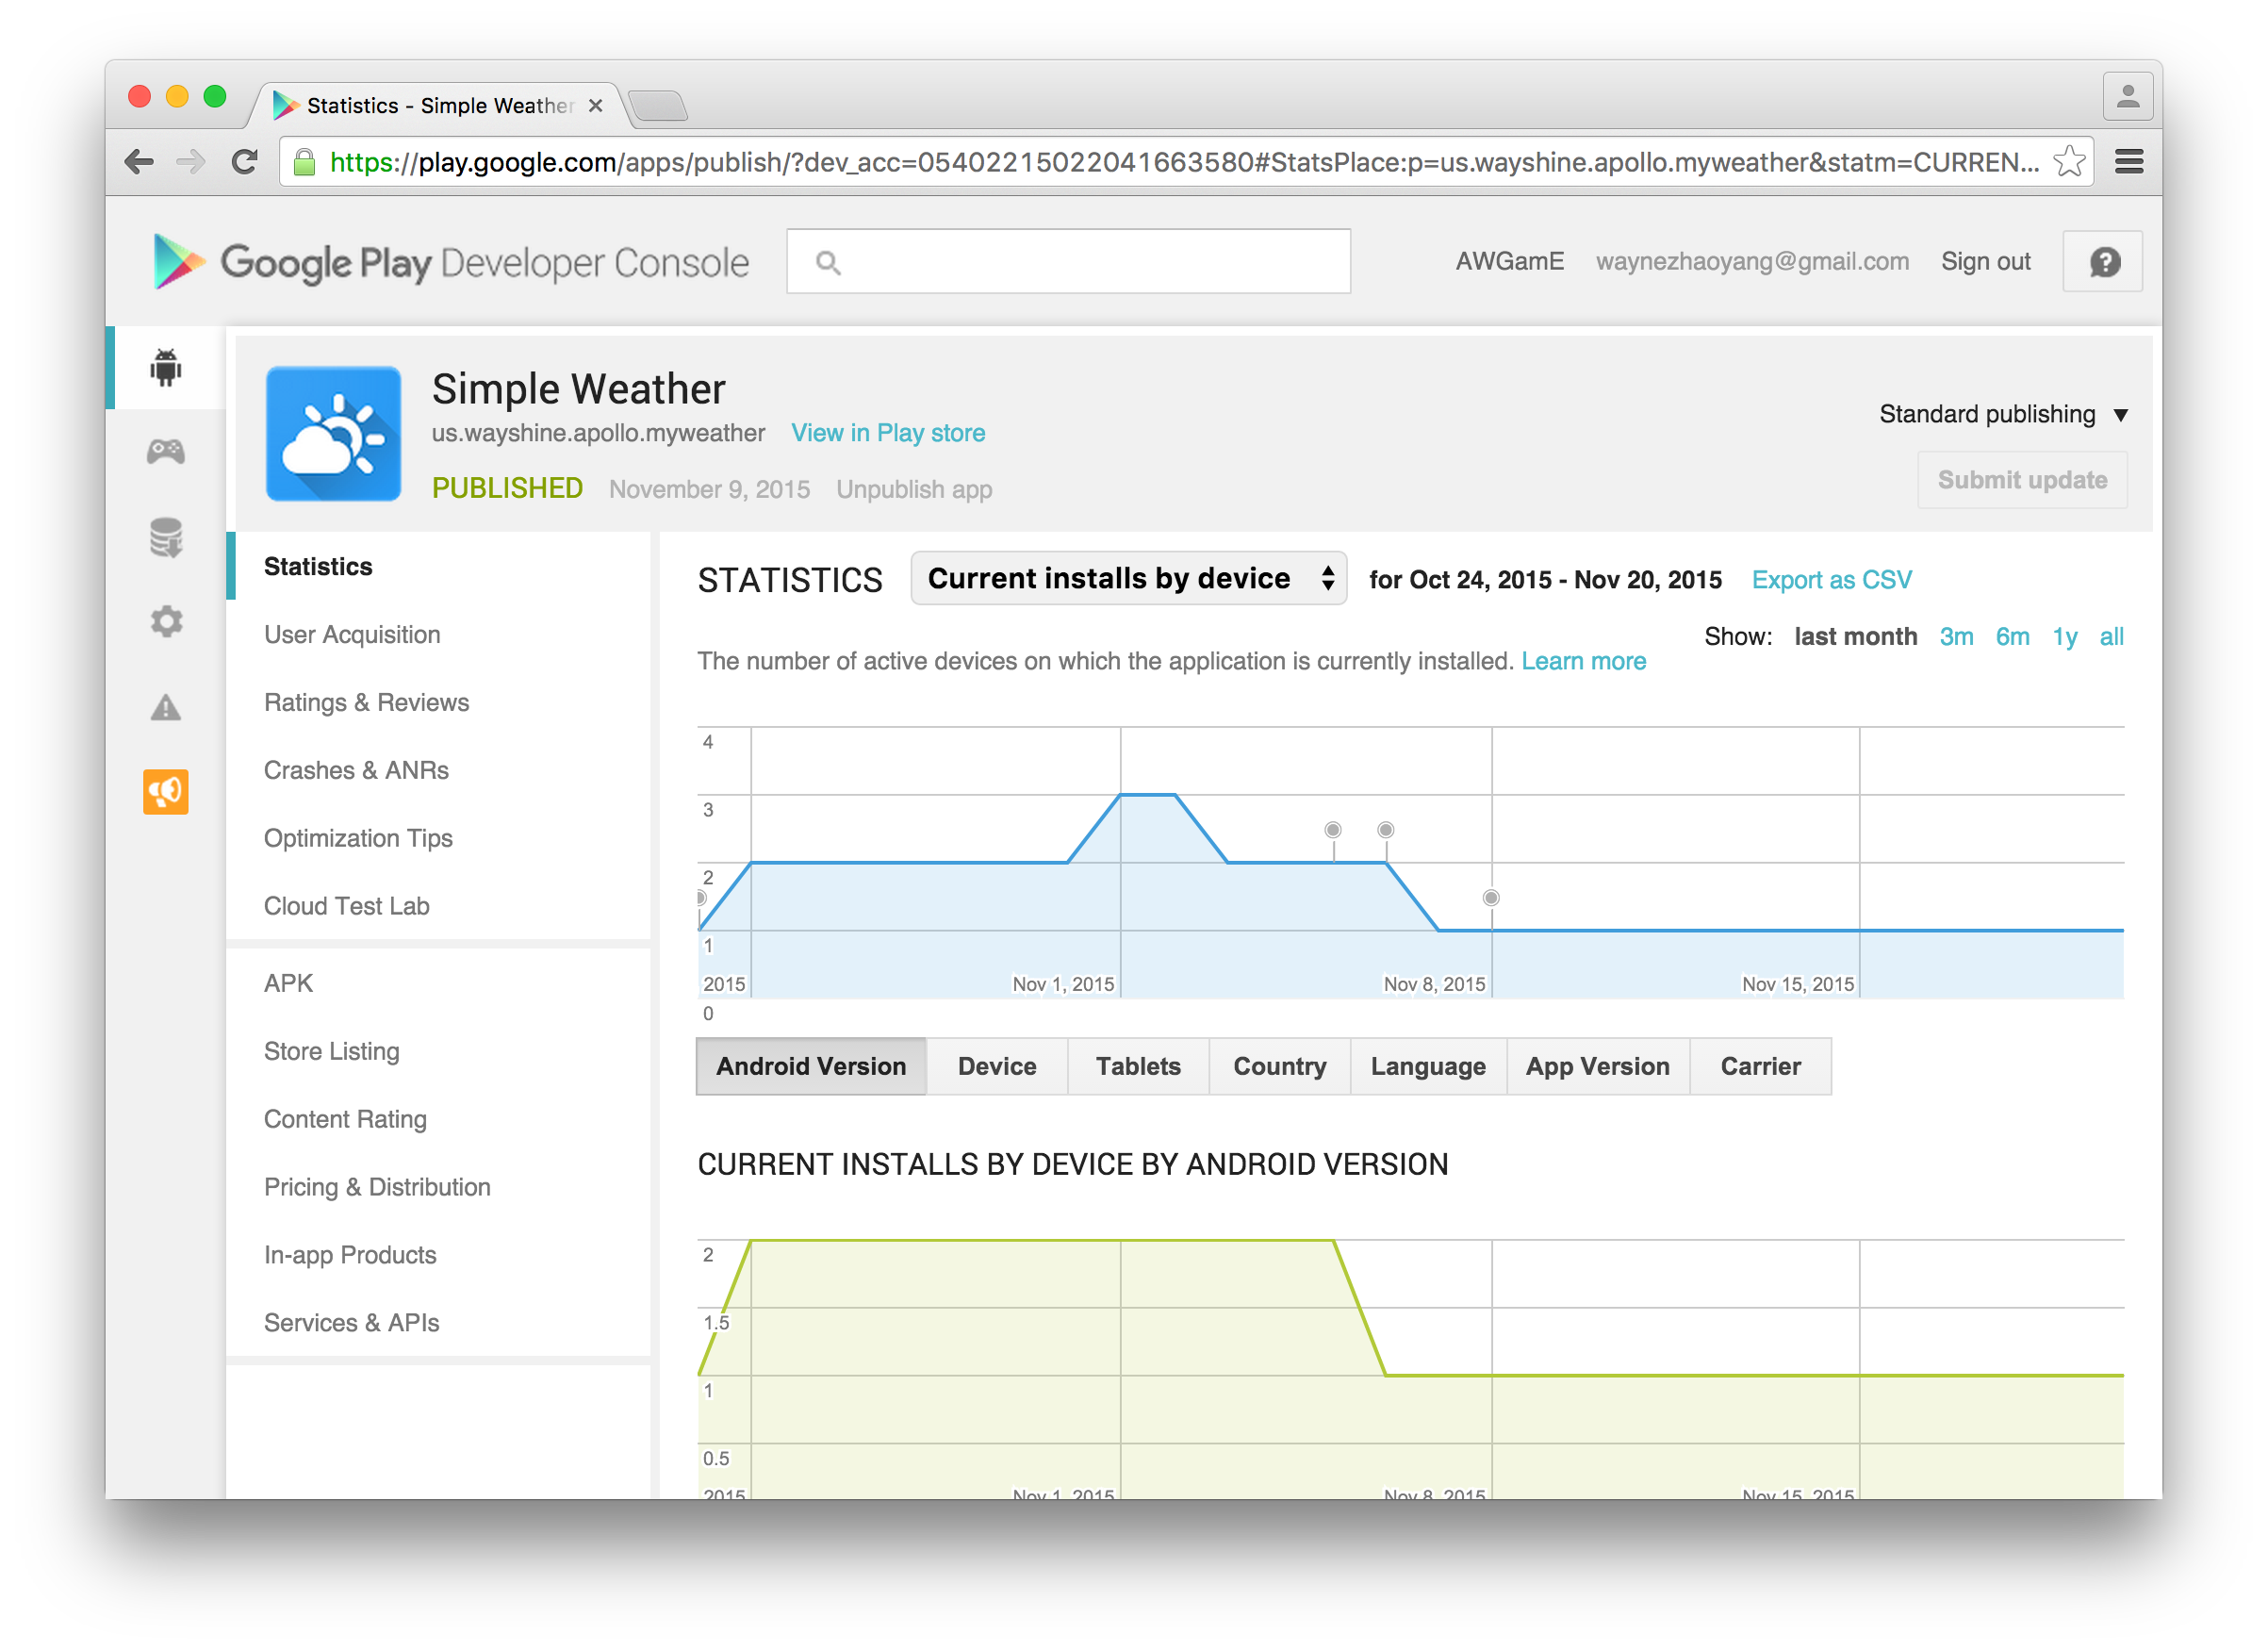 Statistics - Simple Weather
https://play.google.com/apps/publish/?dev_acc=05402215022041663580#StatsPlace:p=us.wayshine.apollo.myweather&statm=CURREN...
Google Play Developer Console
AWGamE waynezhaoyang@gmail.com Sign out
Simple Weather
us.wayshine.apollo.myweather View in Play store
PUBLISHED November 9, 2015 Unpublish app
Standard publishing
Submit update
Statistics
User Acquisition
Ratings & Reviews
Crashes & ANRs
Optimization Tips
Cloud Test Lab
APK
Store Listing
Content Rating
Pricing & Distribution
In-app Products
Services & APIs
STATISTICS Current installs by device for Oct 24, 2015 - Nov 20, 2015 Export as CSV
Show: last month 3m 6m 1y all
The number of active devices on which the application is currently installed. Learn more
4
3
2
1
2015 Nov 1, 2015 Nov 8, 2015 Nov 15, 2015
0
Android Version Device Tablets Country Language App Version Carrier
CURRENT INSTALLS BY DEVICE BY ANDROID VERSION
2
1.5
1
0.5
2015 Nov 1, 2015 Nov 8, 2015 Nov 15, 2015